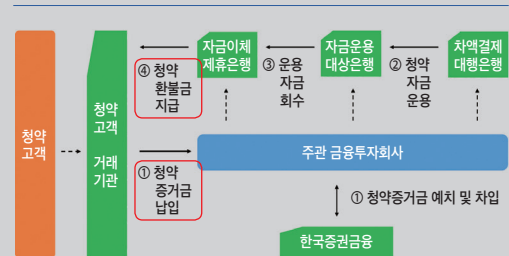 자금이체
제휴은행
자금운용
대상은행
차액결제
대행은행
④ 청약
환불금
지급
③ 운용
자금
회수
② 청약
자금
운용
청약
고객
청약
고객
거래
기관
주관 금융투자회사
① 청약
증거금
납입
① 청약증거금 예치 및 차입
한국증권금융